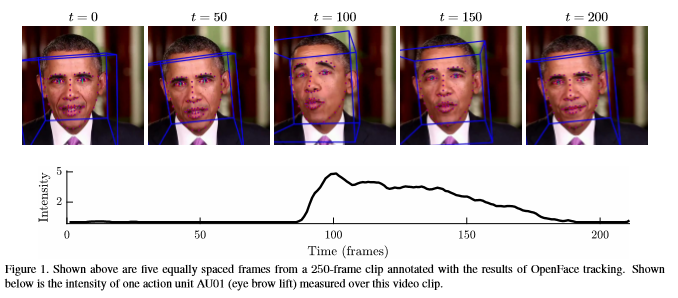 t = 0 t = 50 t = 100 t = 150 t = 200
Intensity
5
2
0 50 100 150 200
Time (frames)
Figure 1. Shown above are five equally spaced frames from a 250-frame clip annotated with the results of OpenFace tracking. Shown
below is the intensity of one action unit AU01 (eye brow lift) measured over this video clip.